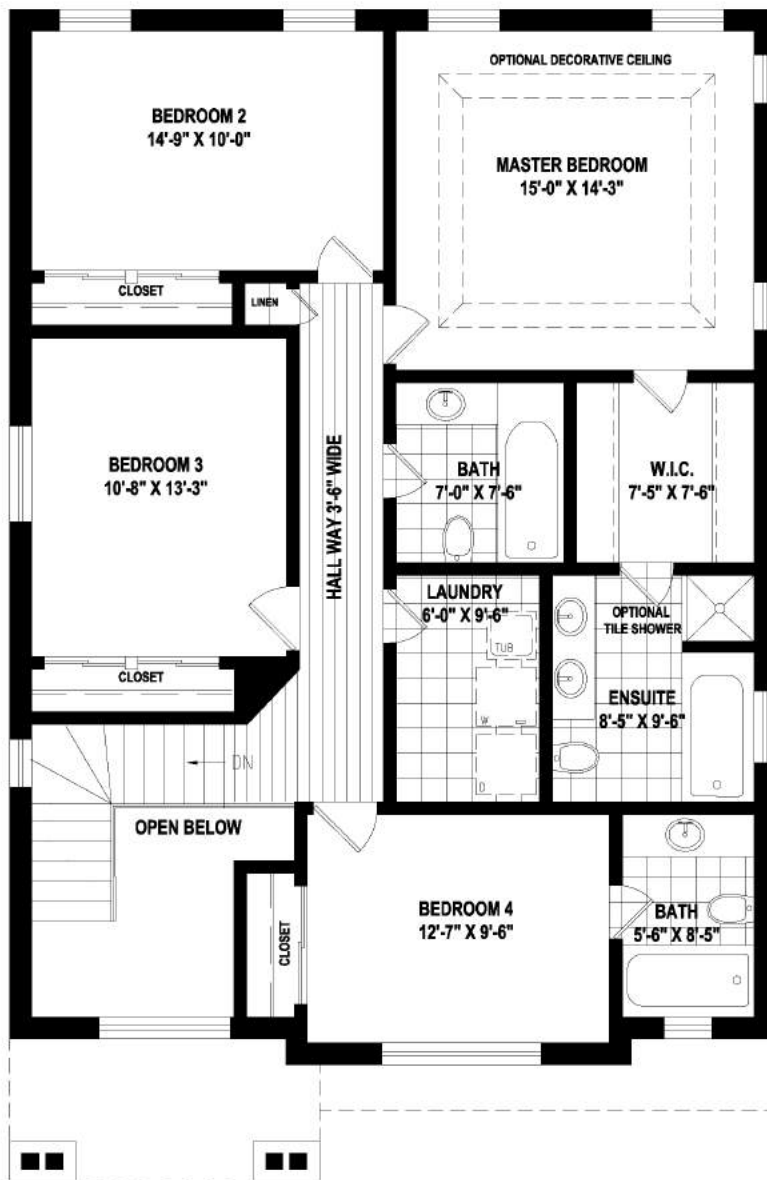 OPTIONAL DECORATIVE CEILING
BEDROOM 2
14'-9" X 10'-0"
MASTER BEDROOM
15'-0" X 14'-3"
CLOSET
LINEN
BEDROOM 3
10'-8" X 13'-3"
HALL WAY 3'-6" WIDE
BATH
7'-0" X 7'-6"
W.I.C.
7'-5" X 7'-6"
LAUNDRY
6'-0" X 9'-6"
OPTIONAL
TILE SHOWER
TUB
CLOSET
ENSUITE
8'-5" X 9'-6"
W
DN
D
OPEN BELOW
BEDROOM 4
12'-7" X 9'-6"
BATH
5'-6" X 8'-5"
CLOSET